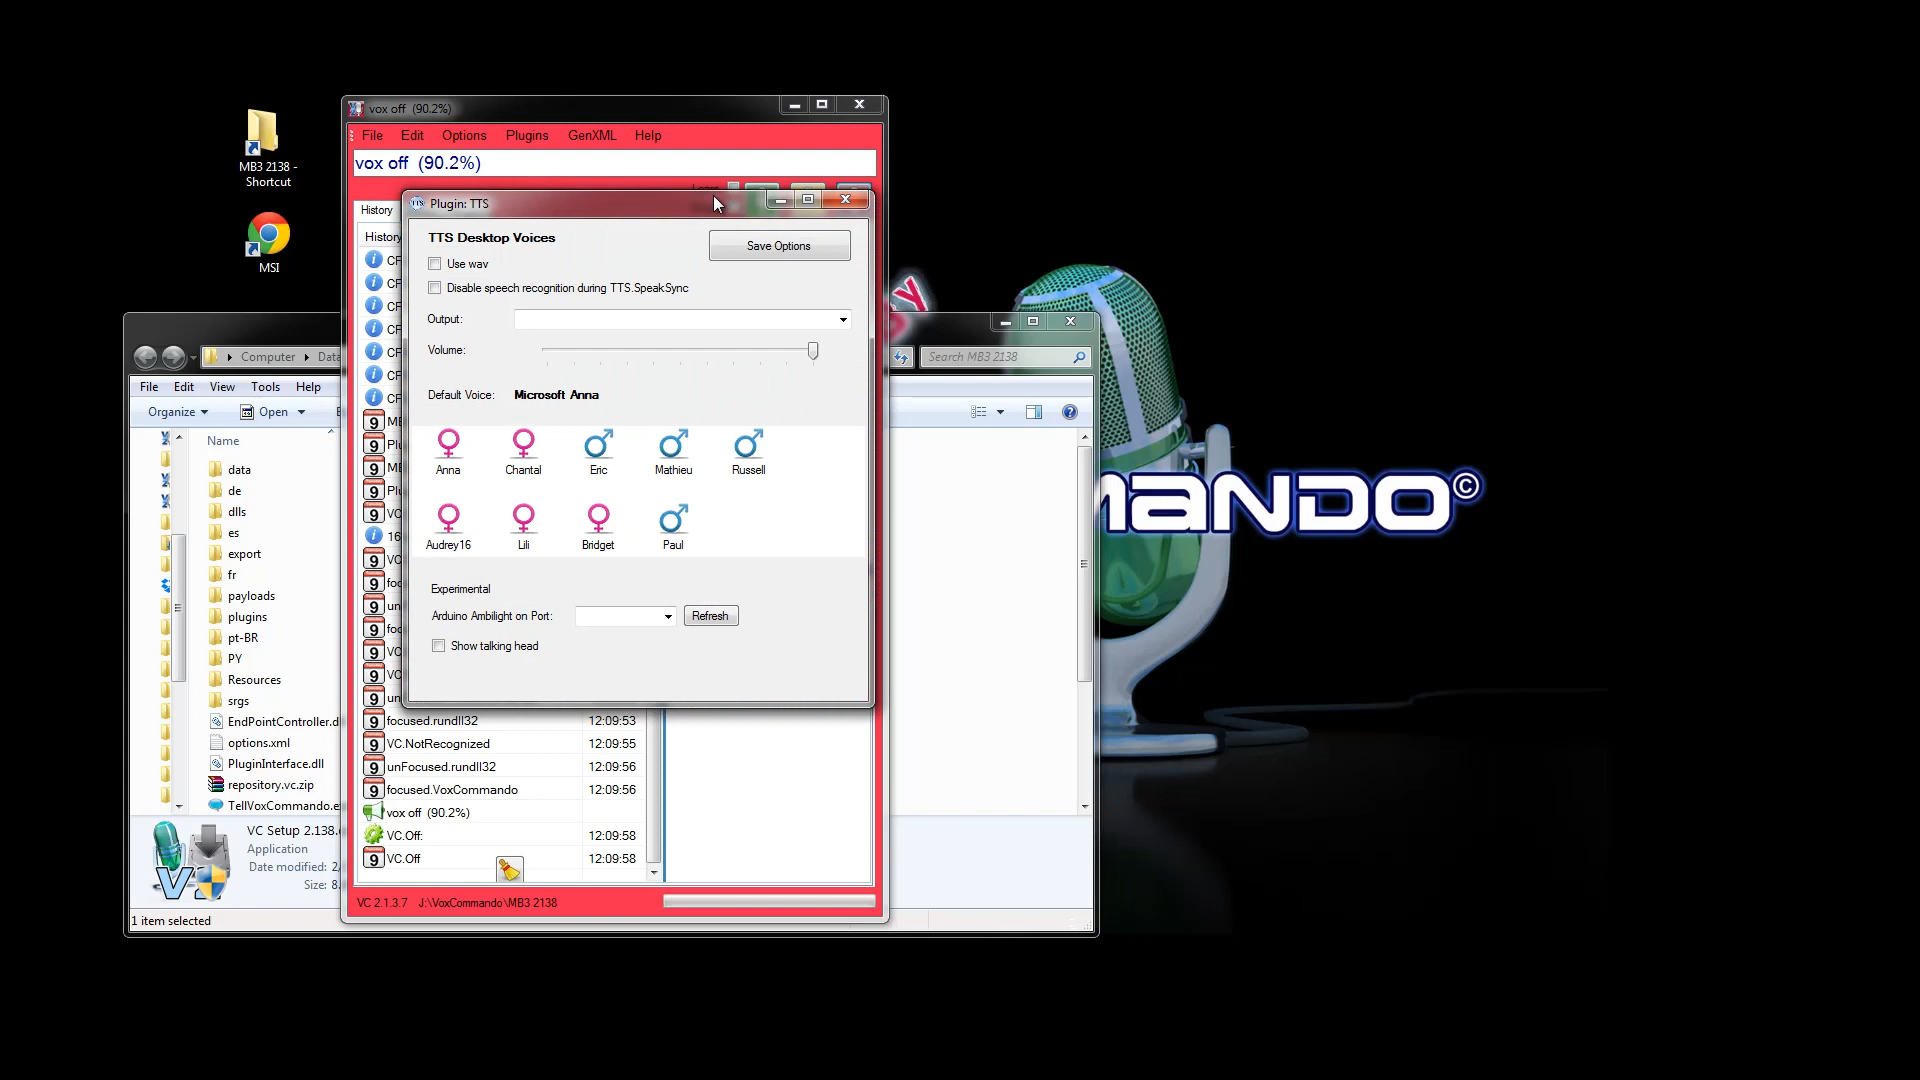 MB3 2138 -
Shortcut
MSI
vox off (90.2%)
File Edit Options Plugins GenXML Help
vox off (90.2%)
History
History
Plugin: TTS
TTS Desktop Voices
Save Options
Use wav
Disable speech recognition during TTS.SpeakSync
Output:
Volume:
Default Voice: Microsoft Anna
Anna Chantal Eric Mathieu Russell
Audrey16 Lili Bridget Paul
Experimental
Arduino Ambilight on Port: Refresh
Show talking head
focused.rundll32 12:09:53
VC.NotRecognized 12:09:55
unFocused.rundll32 12:09:56
focused.VoxCommando 12:09:56
vox off (90.2%)
VC.Off: 12:09:58
VC.Off 12:09:58
VC 2.1.3.7 J:\VoxCommando\MB3 2138
Computer Data
Search MB3 2138
File Edit View Tools Help
Organize Open
Name
data
de
dlls
es
export
fr
payloads
plugins
pt-BR
PY
Resources
srgs
EndPointController.d
options.xml
PluginInterface.dll
repository.vc.zip
TellVoxCommando.e
VC Setup 2.138.
Application
Date modified: 2/
Size: 8.
1 item selected
MANDO©